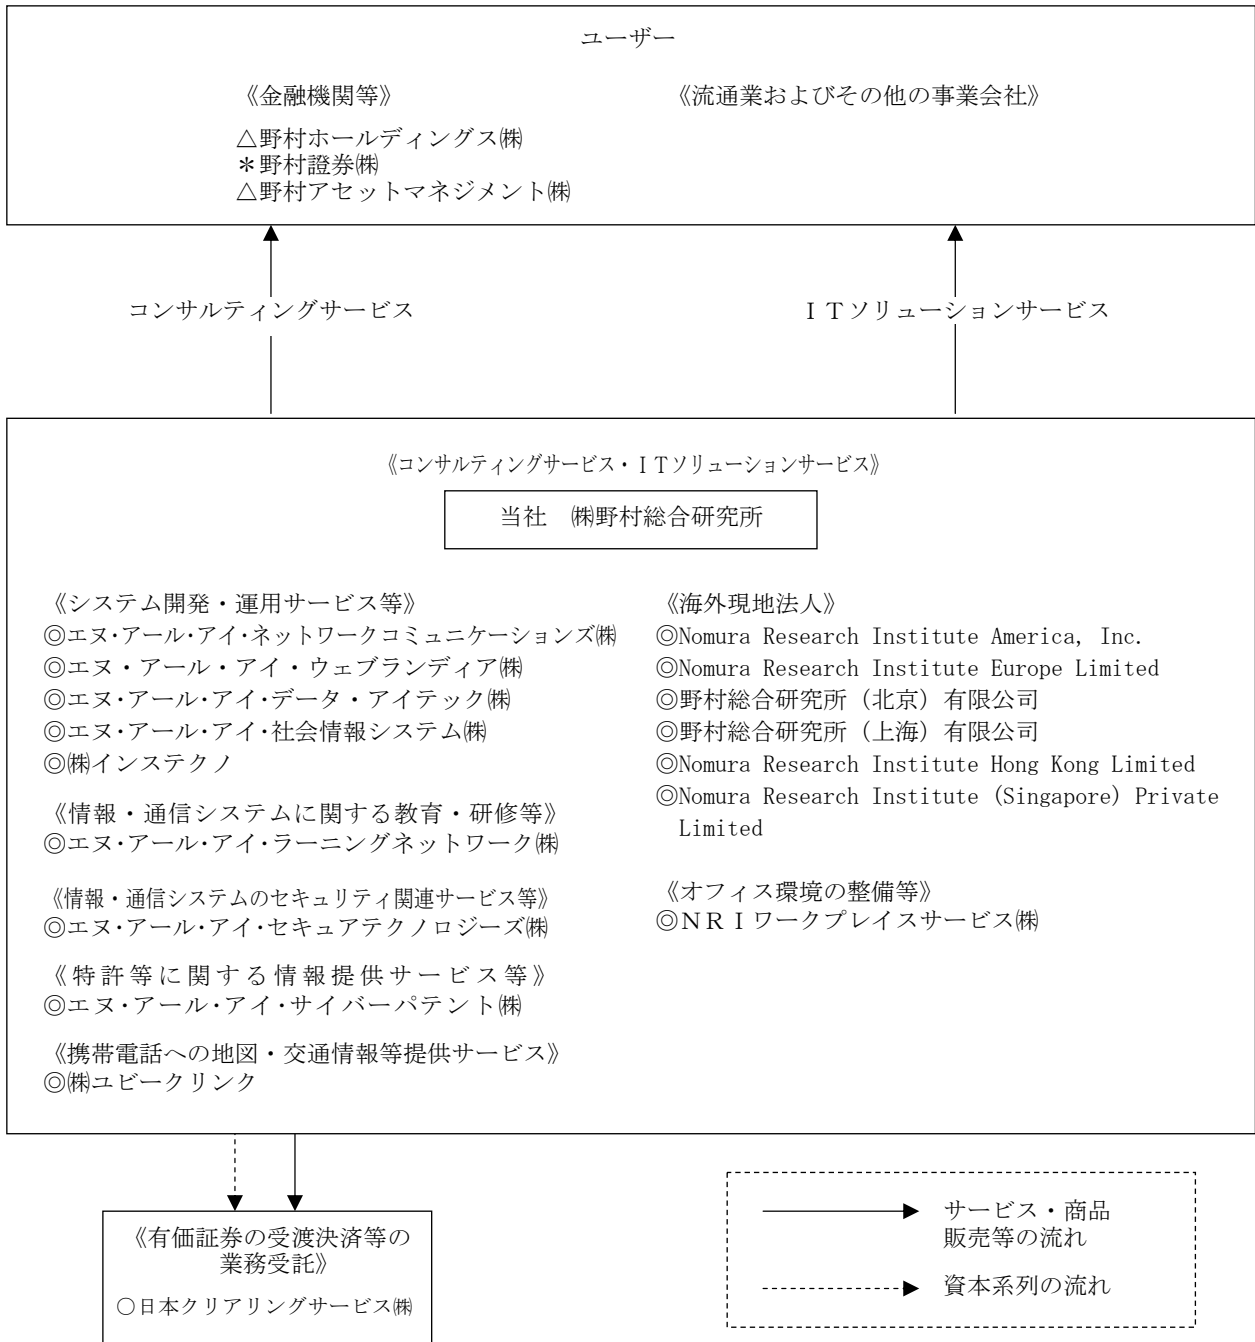 ユーザー
《金融機関等》
《流通業およびその他の事業会社》
△野村ホールディングス㈱
＊野村證券㈱
△野村アセットマネジメント㈱
コンサルティングサービス
ＩＴソリューションサービス
《コンサルティングサービス・ＩＴソリューションサービス》
当社　㈱野村総合研究所
《システム開発・運用サービス等》
◎エヌ・アール・アイ・ネットワークコミュニケーションズ㈱
◎エヌ・アール・アイ・ウェブランディア㈱
◎エヌ・アール・アイ・データ・アイテック㈱
◎エヌ・アール・アイ・社会情報システム㈱
◎㈱インステクノ
《情報・通信システムに関する教育・研修等》
◎エヌ・アール・アイ・ラーニングネットワーク㈱
《情報・通信システムのセキュリティ関連サービス等》
◎エヌ・アール・アイ・セキュアテクノロジーズ㈱
《特許等に関する情報提供サービス等》
◎エヌ・アール・アイ・サイバーパテント㈱
《携帯電話への地図・交通情報等提供サービス》
◎㈱ユビークリンク
《海外現地法人》
◎Nomura Research Institute America, Inc.
◎Nomura Research Institute Europe Limited
◎野村総合研究所（北京）有限公司
◎野村総合研究所（上海）有限公司
◎Nomura Research Institute Hong Kong Limited
◎Nomura Research Institute (Singapore) Private
Limited
《オフィス環境の整備等》
◎ＮＲＩワークプレイスサービス㈱
《有価証券の受渡決済等の
業務受託》
○日本クリアリングサービス㈱
サービス・商品
販売等の流れ
資本系列の流れ